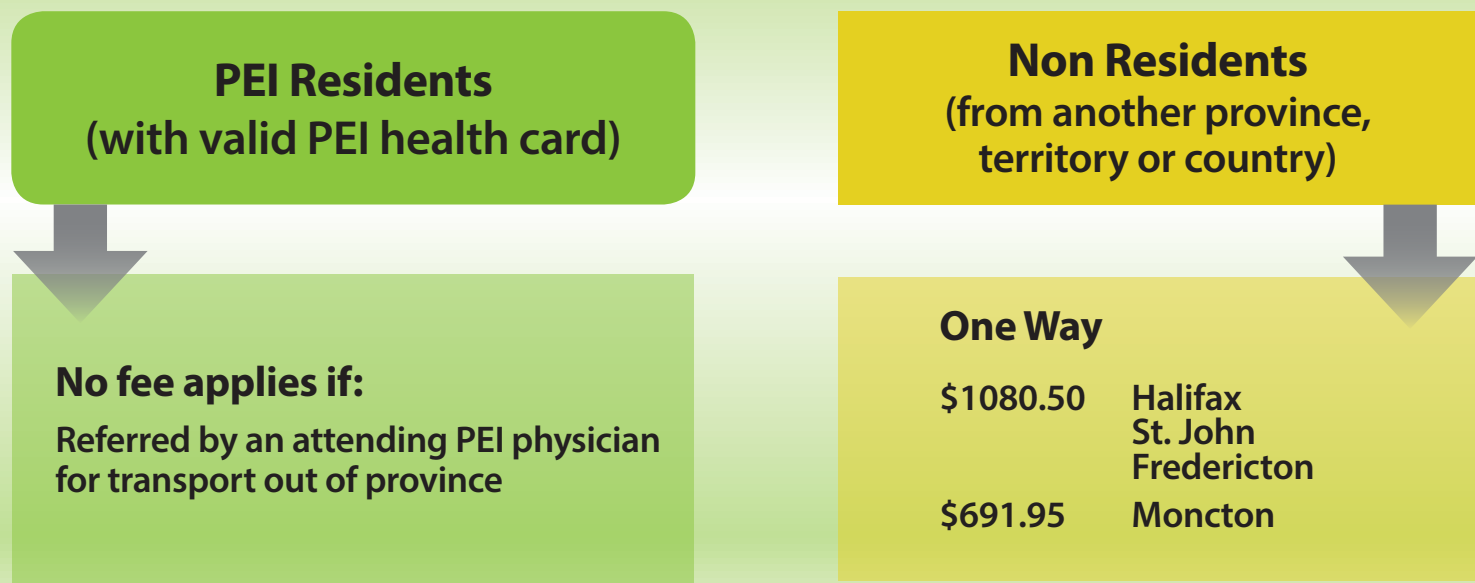 PEI Residents
(with valid PEI health card)
No fee applies if:
Referred by an attending PEI physician
for transport out of province
Non Residents
(from another province,
territory or country)
One Way
$1080.50 Halifax
St. John
Fredericton
$691.95 Moncton